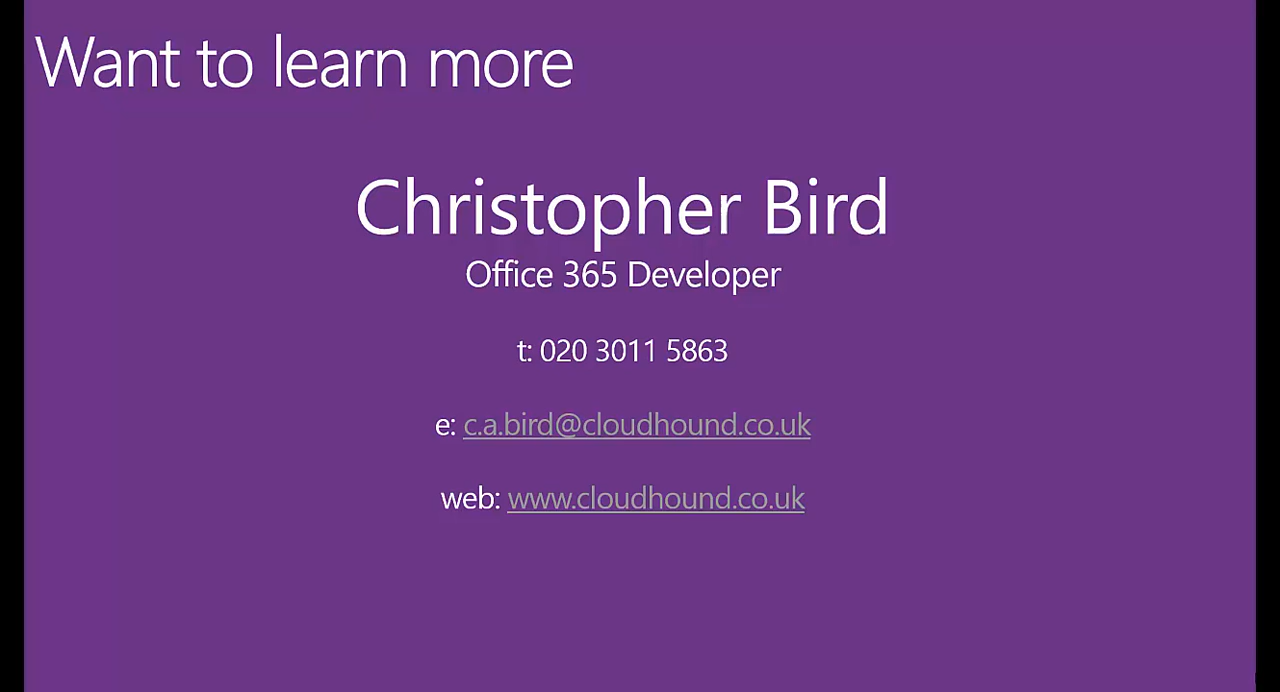 Want to learn more
Christopher Bird
Office 365 Developer
t: 020 3011 5863
e: c.a.bird@cloudhound.co.uk
web: www.cloudhound.co.uk